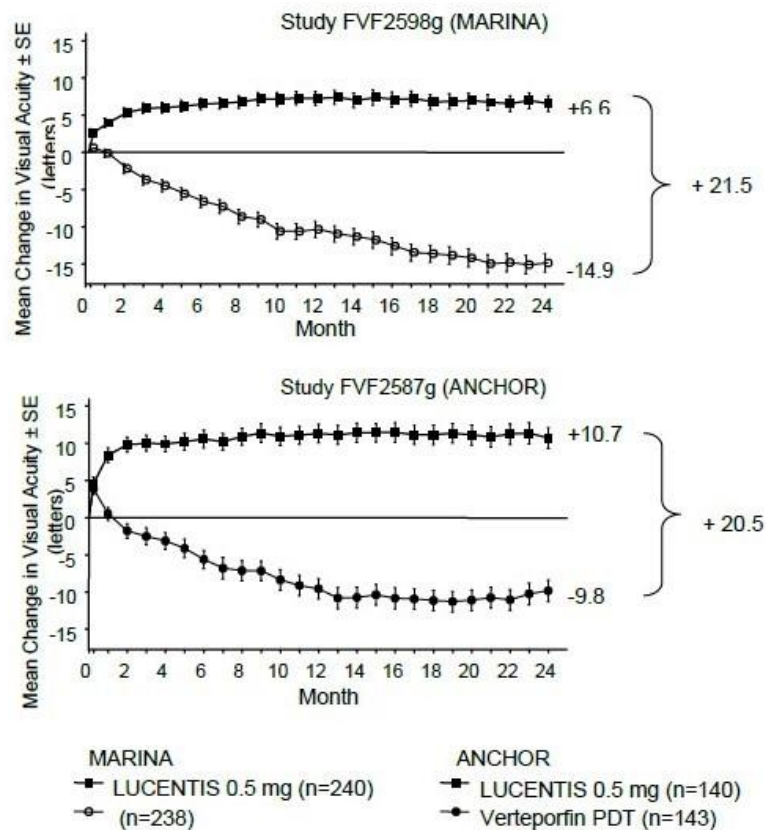 Study FVF2598g (MARINA)
Mean Change in Visual Acuity ± SE
(letters)
15
10
5
0
-5
-10
-15
+6.6
+ 21.5
-14.9
0 2 4 6 8 10 12 14 16 18 20 22 24
Month
Study FVF2587g (ANCHOR)
Mean Change in Visual Acuity ± SE
(letters)
15
10
5
0
-5
-10
-15
+10.7
+ 20.5
-9.8
0 2 4 6 8 10 12 14 16 18 20 22 24
Month
MARINA
LUCENTIS 0.5 mg (n=240)
(n=238)
ANCHOR
LUCENTIS 0.5 mg (n=140)
Verteporfin PDT (n=143)